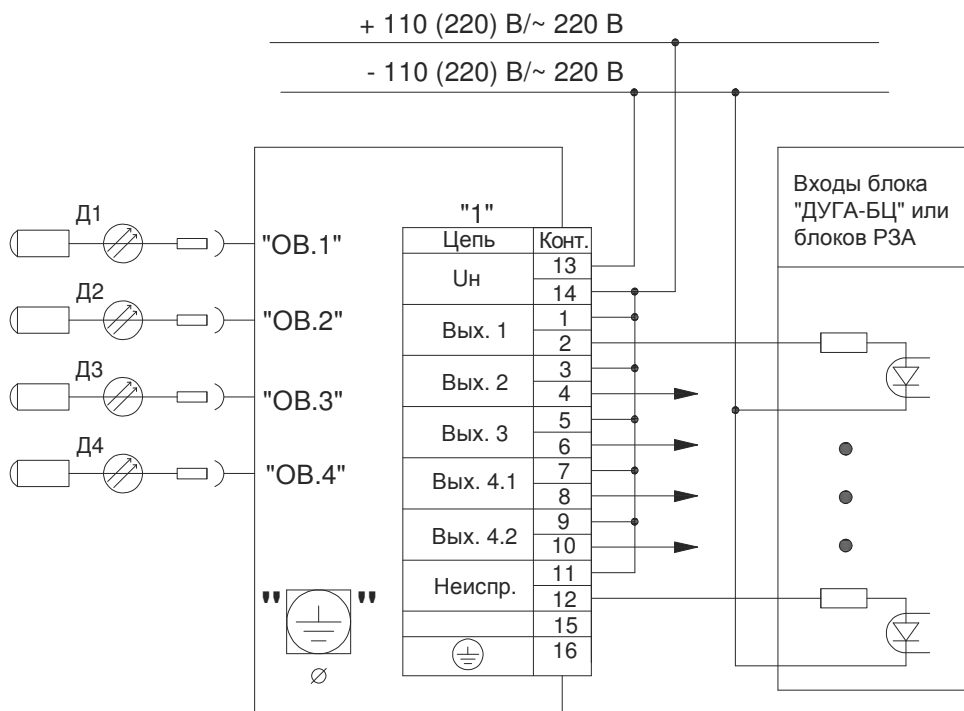 + 110 (220) В/~ 220 В
- 110 (220) В/~ 220 В
Д1
"ОВ.1"
Д2
"ОВ.2"
Д3
"ОВ.3"
Д4
"ОВ.4"
"1"
Цепь Конт.
Uн 13
14
Вых. 1 1
2
Вых. 2 3
4
Вых. 3 5
6
Вых. 4.1 7
8
Вых. 4.2 9
10
Неиспр. 11
12
15
16
" "
Входы блока
"ДУГА-БЦ" или
блоков РЗА